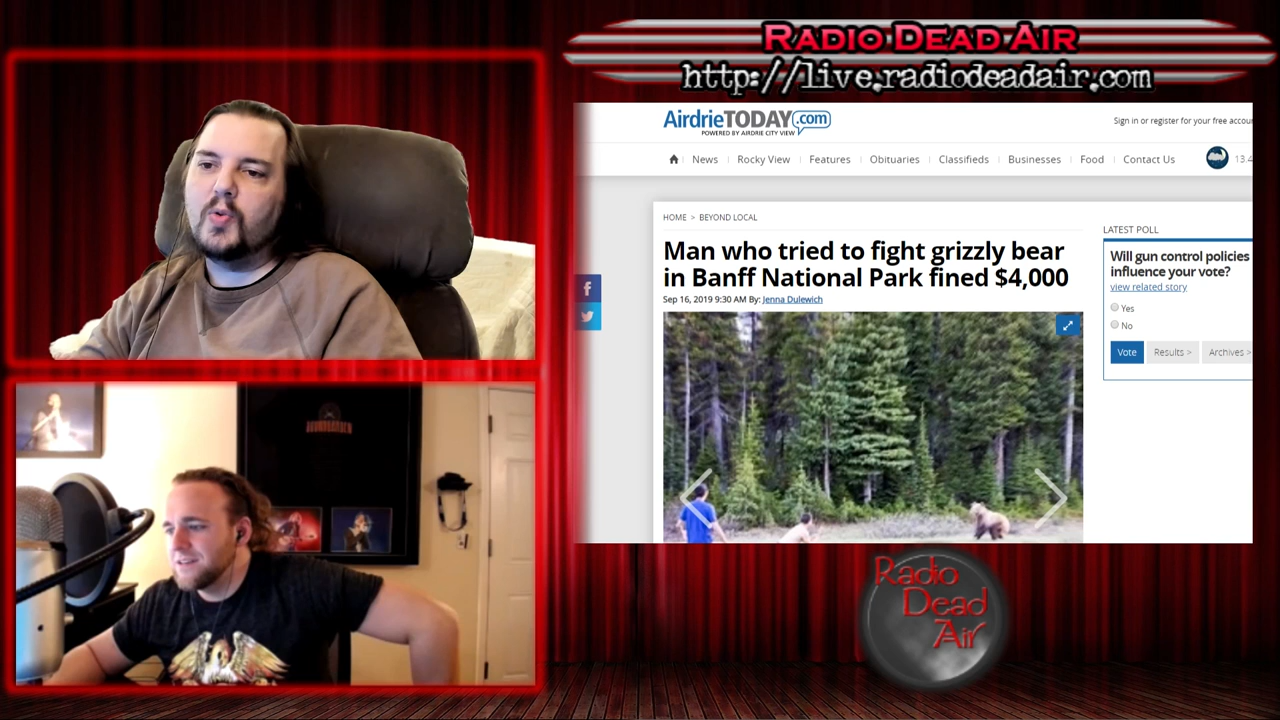 Radio Dead Air
http://live.radiodeadair.com
AirdrieTODAY.com
POWERED BY AIRDRIE CITY VIEW
Sign in or register for your free accou
News
Rocky View
Features
Obituaries
Classifieds
Businesses
Food
Contact Us
13.4
HOME > BEYOND LOCAL
Man who tried to fight grizzly bear
in Banff National Park fined $4,000
Sep 16, 2019 9:30 AM By: Jenna Dulewich
LATEST POLL
Will gun control policies
influence your vote?
view related story
Yes
No
Vote
Results >
Archives >
SOUNDGARDEN
Radio
Dead
Air